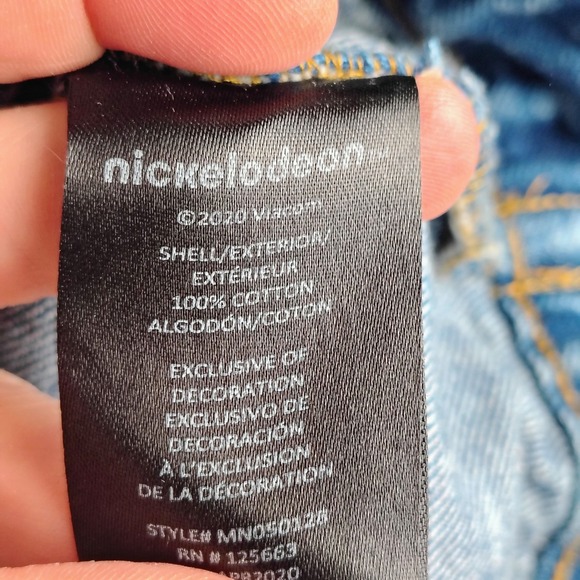 nickelodeon
©2020 Viacom
SHELL/EXTERIOR/
EXTÉRIEUR
100% COTTON
ALGODÓN/COTON
EXCLUSIVE OF
DECORATION
EXCLUSIVO DE
DECORACIÓN
À L'EXCLUSION
DE LA DÉCORATION
STYLE# MN050128
RN # 125663